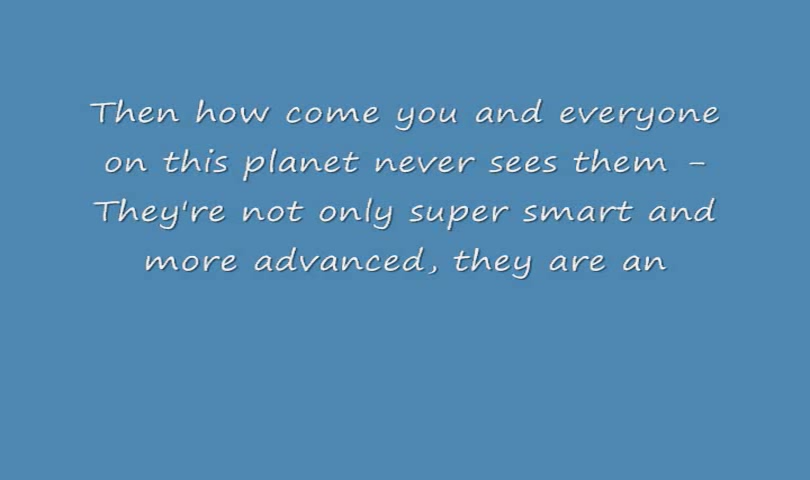 Then how come you and everyone
on this planet never sees them -
They're not only super smart and
more advanced, they are an